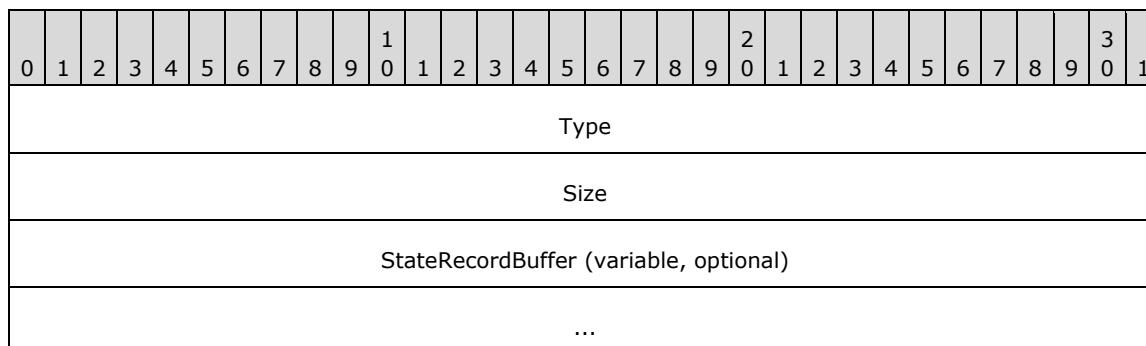 1 2 3
0 1 2 3 4 5 6 7 8 9 0 1 2 3 4 5 6 7 8 9 0 1 2 3 4 5 6 7 8 9 0 1
Type
Size
StateRecordBuffer (variable, optional)
...